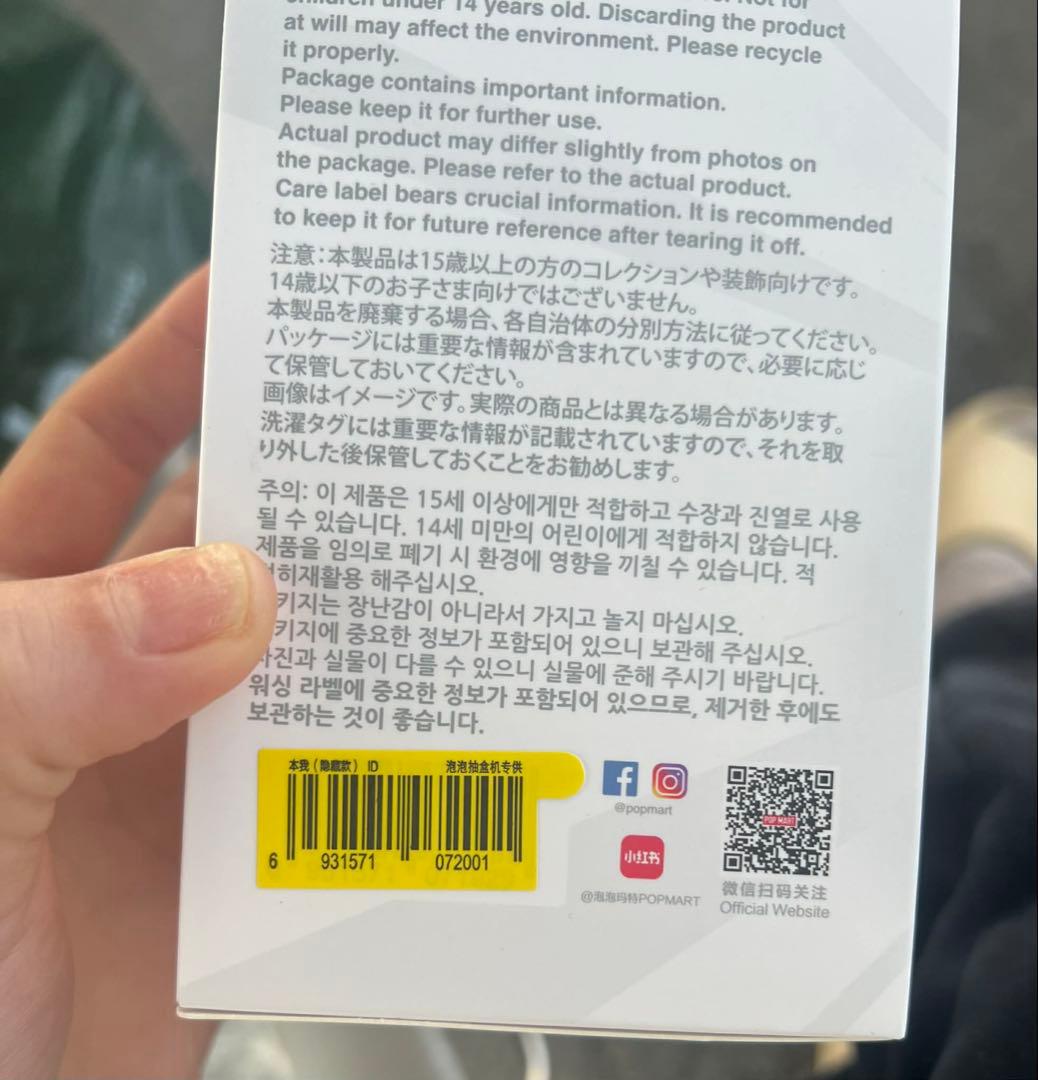 children under 14 years old. Discarding the product
at will may affect the environment. Please recycle
it properly.
Package contains important information.
Please keep it for further use.
Actual product may differ slightly from photos on
the package. Please refer to the actual product.
Care label bears crucial information. It is recommended
to keep it for future reference after tearing it off.
注意：本製品は15歳以上の方のコレクションや装飾向けです。
14歳以下のお子さま向けではございません。
本製品を廃棄する場合、各自治体の分別方法に従ってください。
パッケージには重要な情報が含まれていますので、必要に応じ
て保管しておいてください。
画像はイメージです。実際の商品とは異なる場合があります。
洗濯タグには重要な情報が記載されていますので、それを取
り外した後保管しておくことをお勧めします。
주의: 이 제품은 15세 이상에게만 적합하고 수장과 진열로 사용
될 수 있습니다. 14세 미만의 어린이에게 적합하지 않습니다.
제품을 임의로 폐기 시 환경에 영향을 끼칠 수 있습니다. 적
히재활용 해주십시오.
키지는 장난감이 아니라서 가지고 놀지 마십시오.
키지에 중요한 정보가 포함되어 있으니 보관해 주십시오.
사진과 실물이 다를 수 있으니 실물에 준해 주시기 바랍니다.
워싱 라벨에 중요한 정보가 포함되어 있으므로, 제거한 후에도
보관하는 것이 좋습니다.
本我（隐藏款） ID 泡泡抽盒机专供
6 931571 072001
@popmart
小红书
@泡泡玛特POPMART
POP MART
微信扫码关注
Official Website